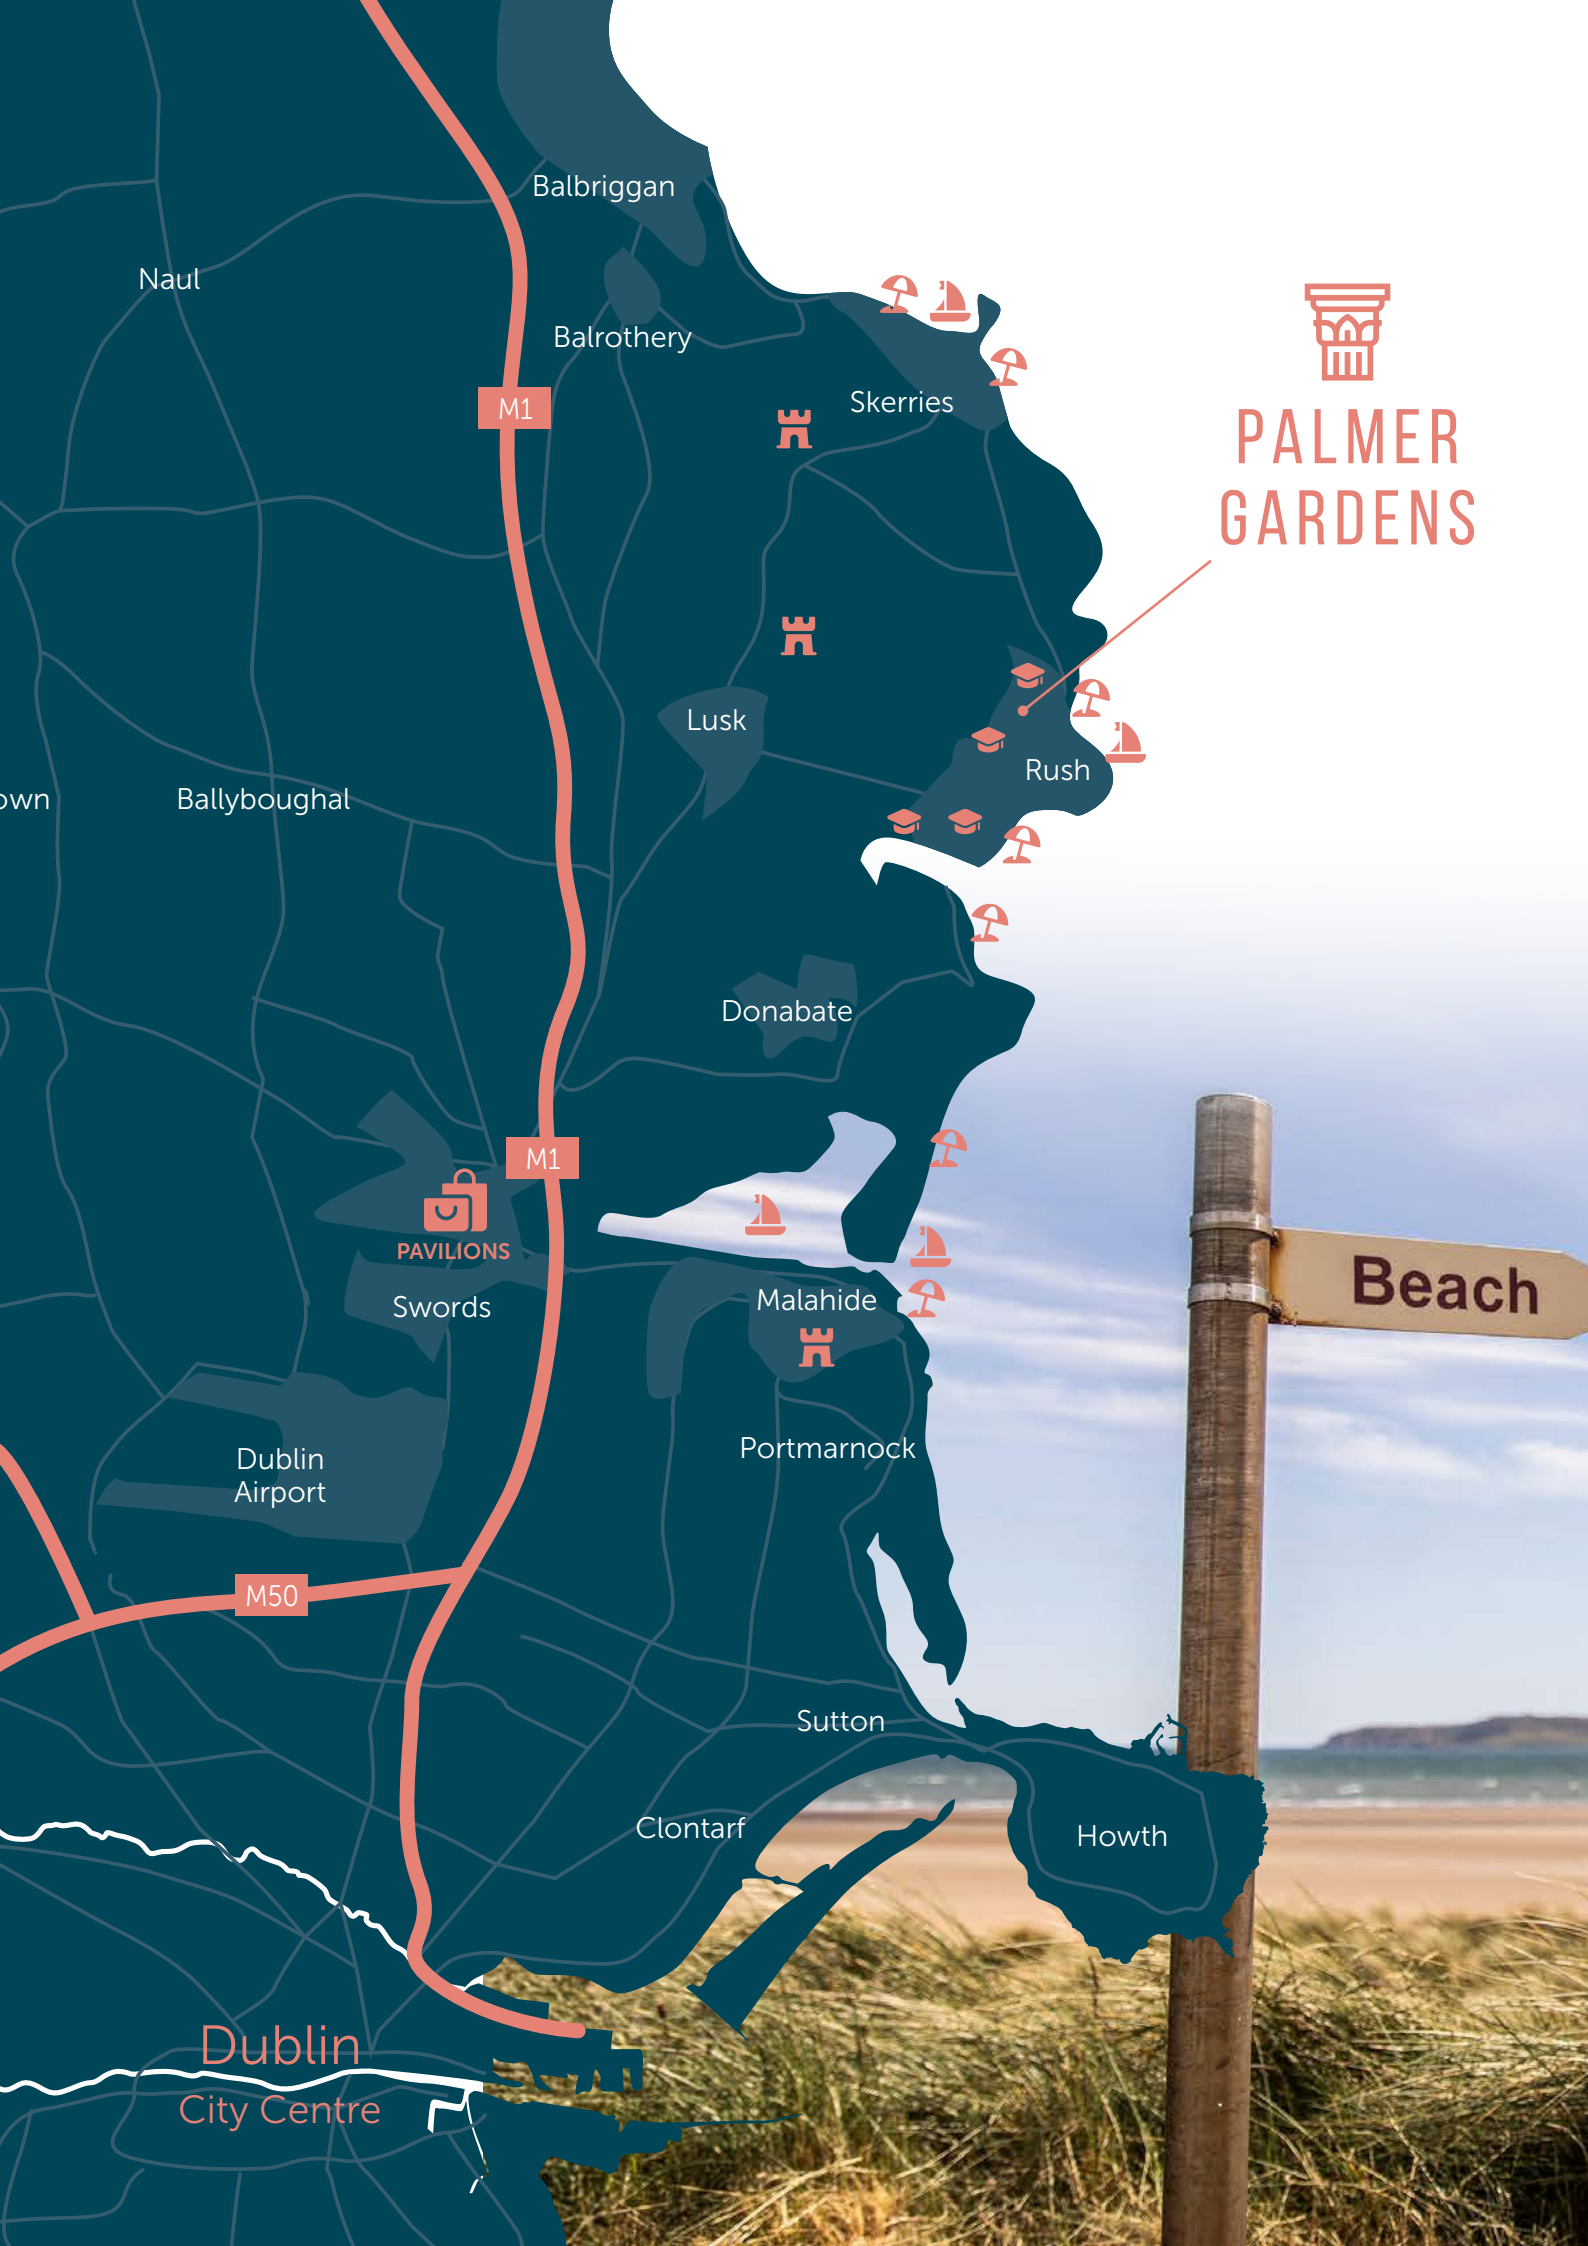 Balbriggan
Naul
Balrothery
M1
Skerries
PALMER
GARDENS
Lusk
Rush
own
Ballyboughal
Donabate
M1
PAVILIONS
Swords
Malahide
Beach
Portmarnock
Dublin
Airport
M50
Sutton
Clontarf
Howth
Dublin
City Centre